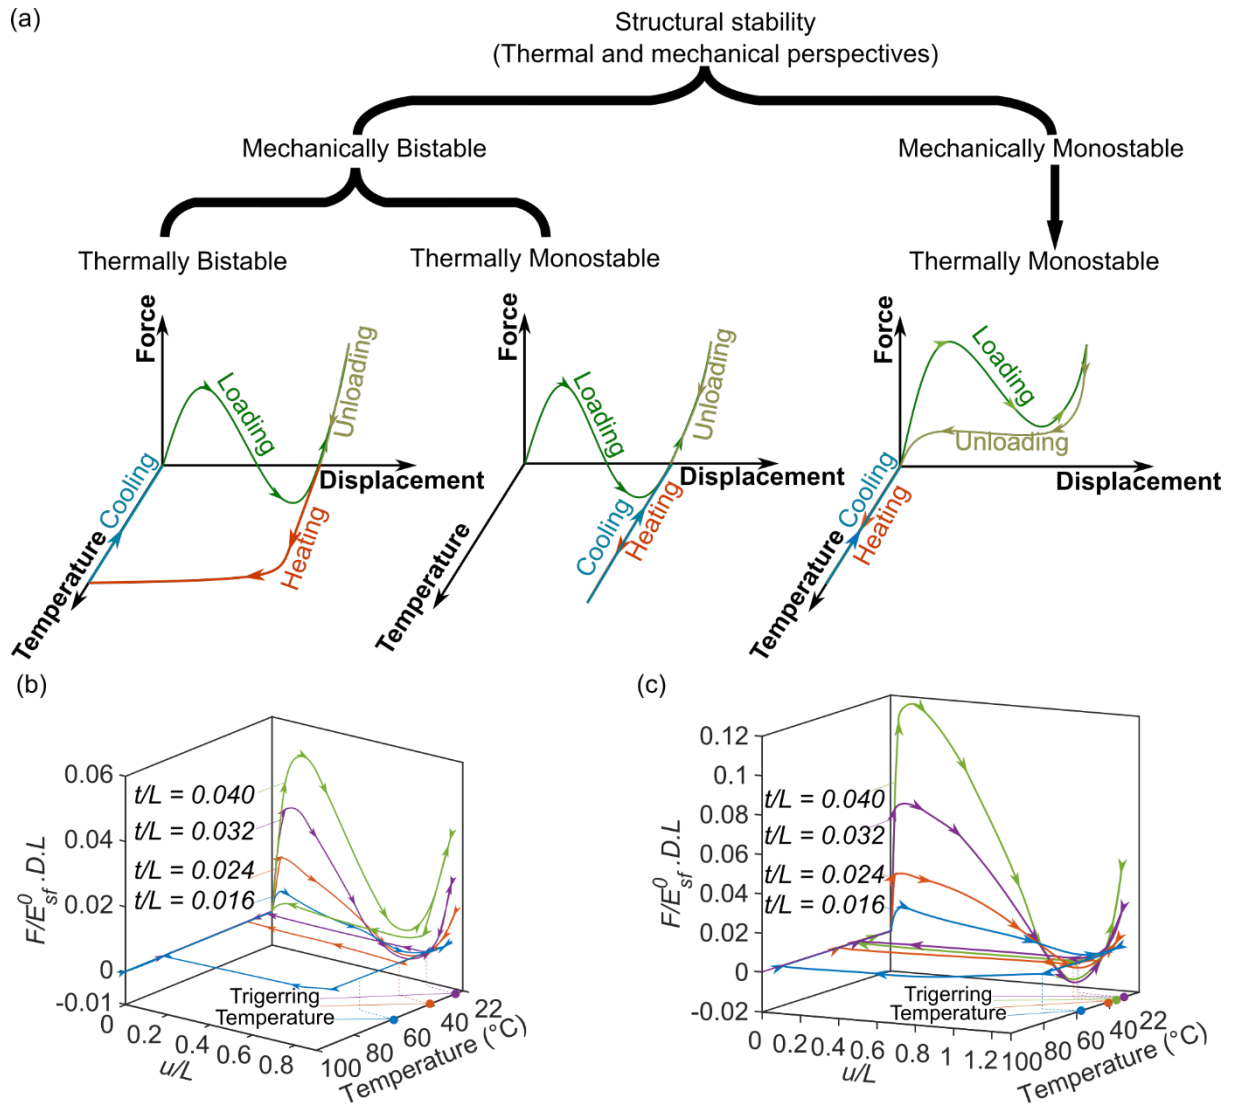 (a)
Structural stability
(Thermal and mechanical perspectives)
Mechanically Bistable
Mechanically Monostable
Thermally Bistable
Thermally Monostable
Thermally Monostable
Force
Loading
Unloading
Displacement
Cooling
Heating
Temperature
Force
Loading
Unloading
Displacement
Cooling
Heating
Temperature
Force
Loading
Unloading
Displacement
Cooling
Heating
Temperature
(b)
0.06
0.04
0.02
0
-0.01
F/E⁰sf .D.L
t/L = 0.040
t/L = 0.032
t/L = 0.024
t/L = 0.016
Trigerring
Temperature
0 0.2 0.4 0.6 0.8
u/L
100 80 60 40 22
Temperature (°C)
(c)
0.12
0.1
0.08
0.06
0.04
0.02
0
-0.02
F/E⁰sf .D.L
t/L = 0.040
t/L = 0.032
t/L = 0.024
t/L = 0.016
Trigerring
Temperature
0 0.2 0.4 0.6 0.8 1 1.2
u/L
100 80 60 40 22
Temperature (°C)